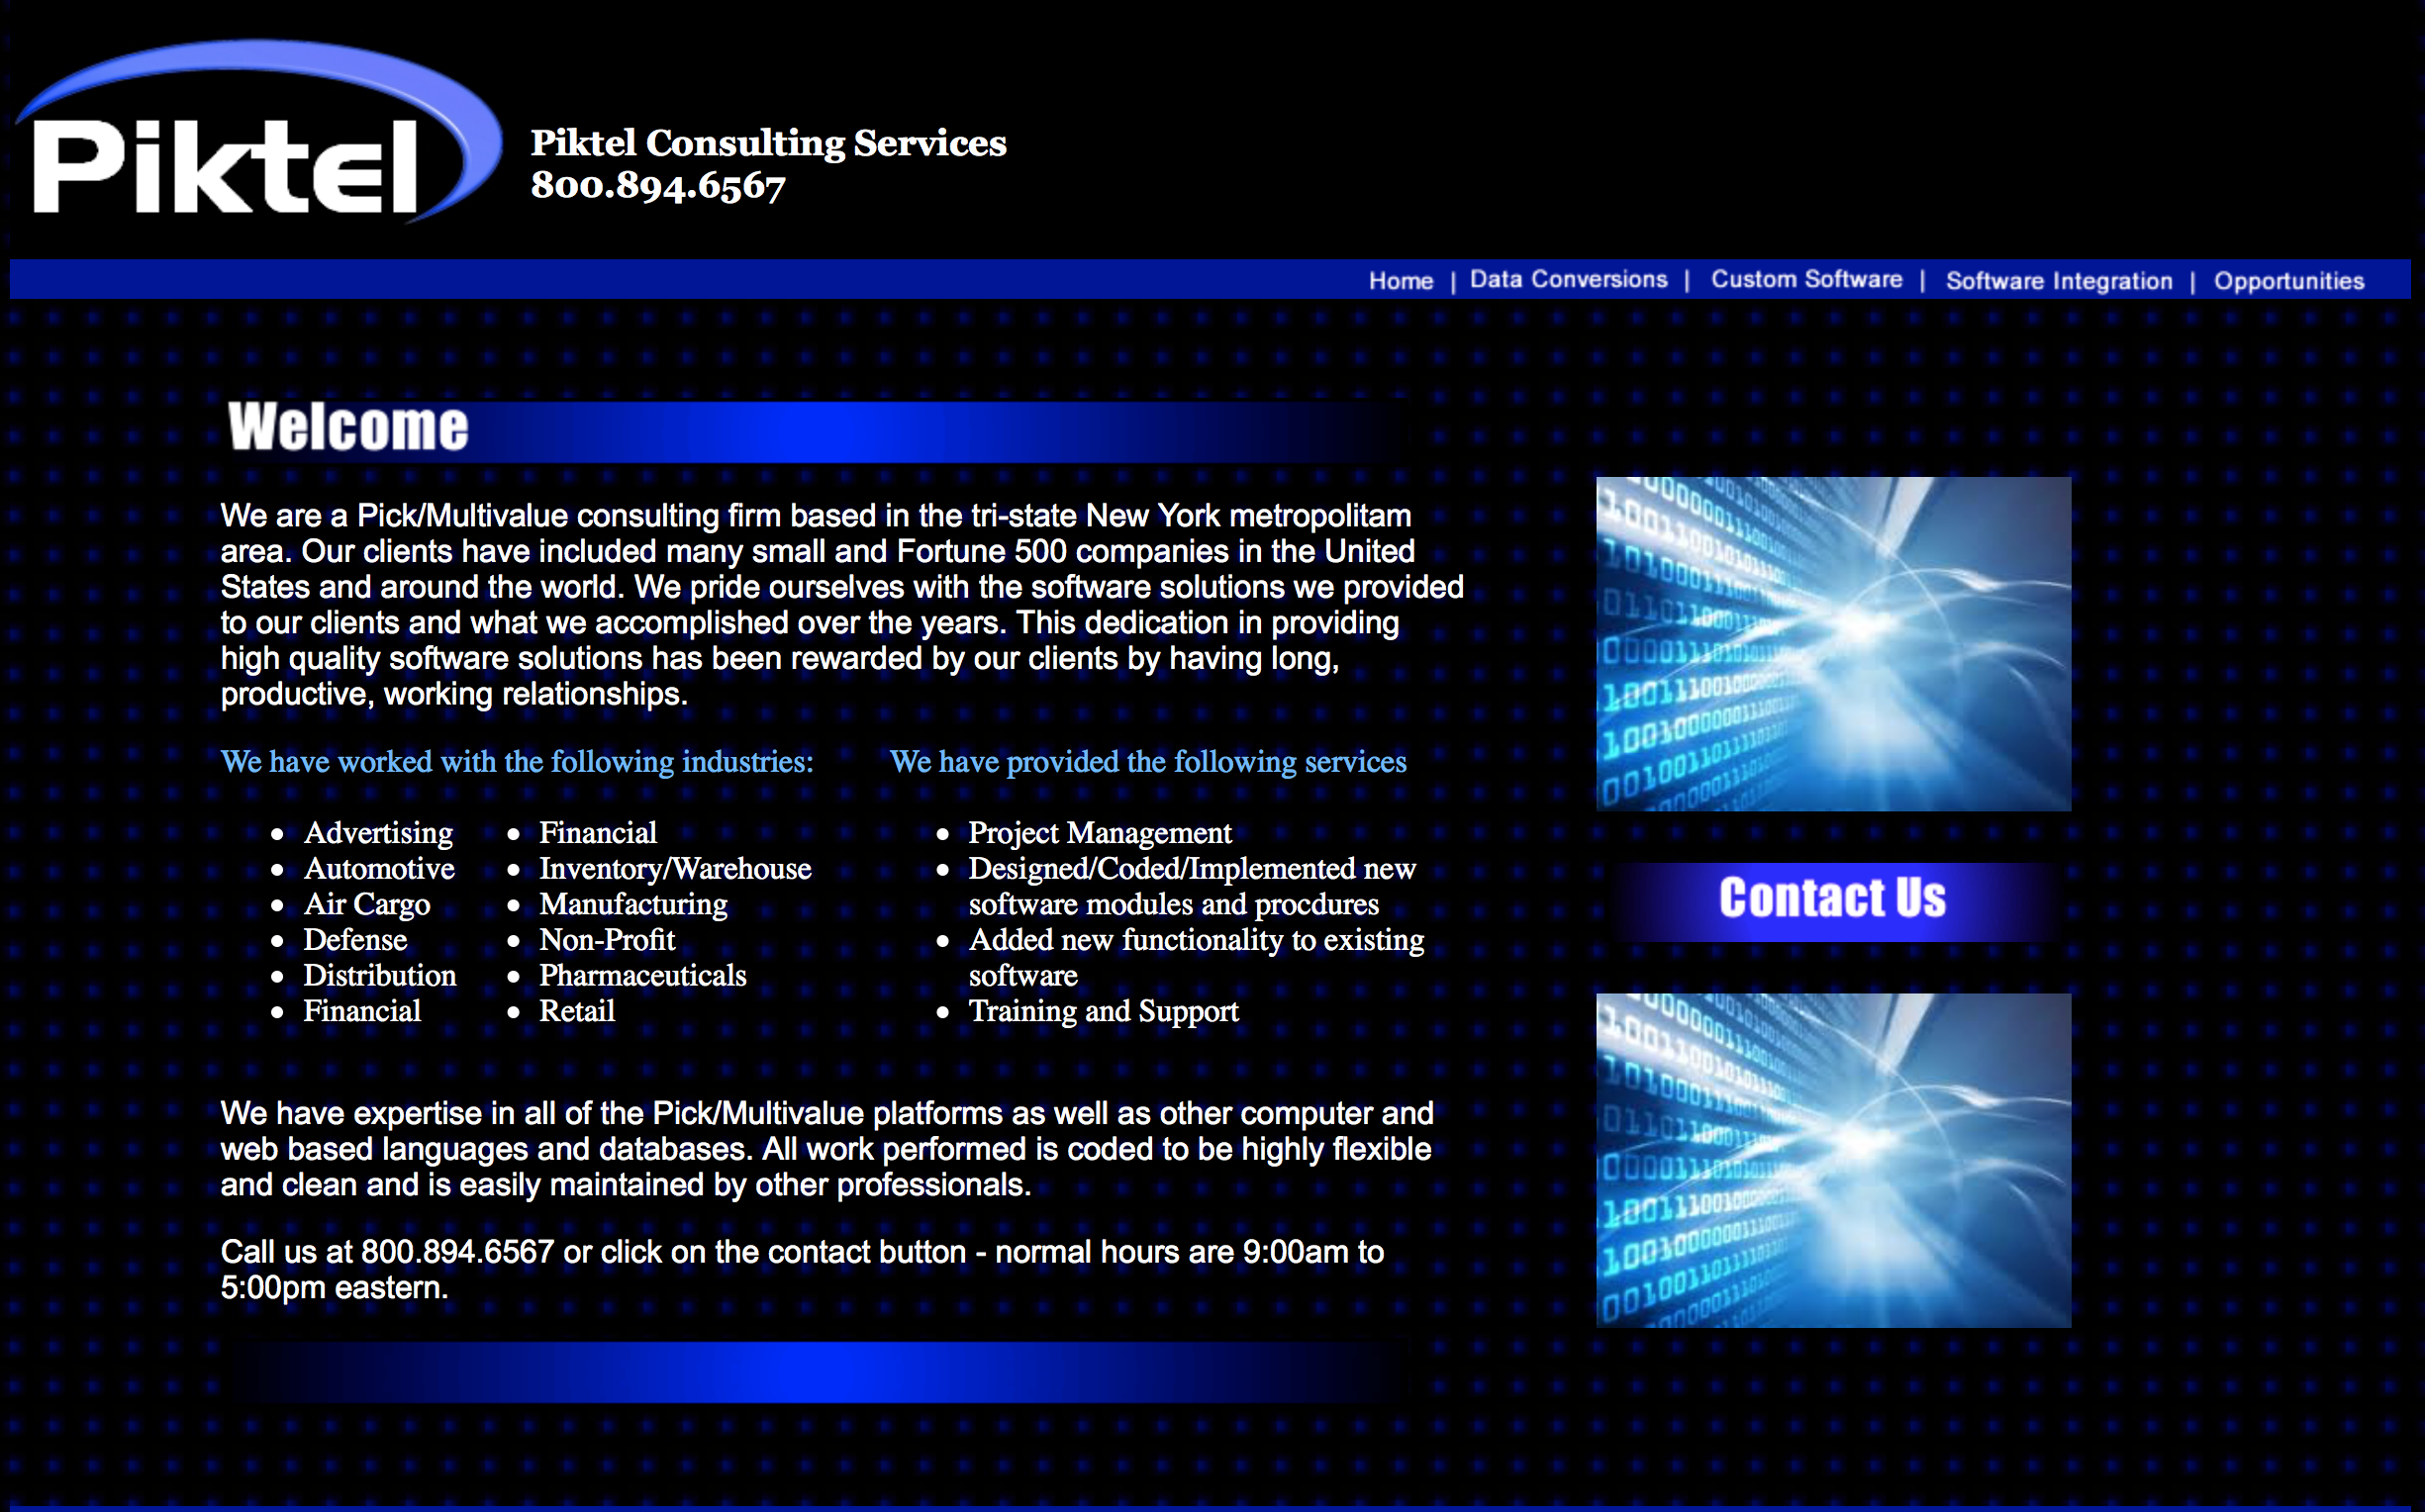 Piktel
Piktel Consulting Services
800.894.6567
Home | Data Conversions | Custom Software | Software Integration | Opportunities
Welcome
We are a Pick/Multivalue consulting firm based in the tri-state New York metropolitam
area. Our clients have included many small and Fortune 500 companies in the United
States and around the world. We pride ourselves with the software solutions we provided
to our clients and what we accomplished over the years. This dedication in providing
high quality software solutions has been rewarded by our clients by having long,
productive, working relationships.
We have worked with the following industries:
• Advertising
• Automotive
• Air Cargo
• Defense
• Distribution
• Financial
• Financial
• Inventory/Warehouse
• Manufacturing
• Non-Profit
• Pharmaceuticals
• Retail
We have provided the following services
• Project Management
• Designed/Coded/Implemented new
software modules and procdures
• Added new functionality to existing
software
• Training and Support
We have expertise in all of the Pick/Multivalue platforms as well as other computer and
web based languages and databases. All work performed is coded to be highly flexible
and clean and is easily maintained by other professionals.
Call us at 800.894.6567 or click on the contact button - normal hours are 9:00am to
5:00pm eastern.
Contact Us